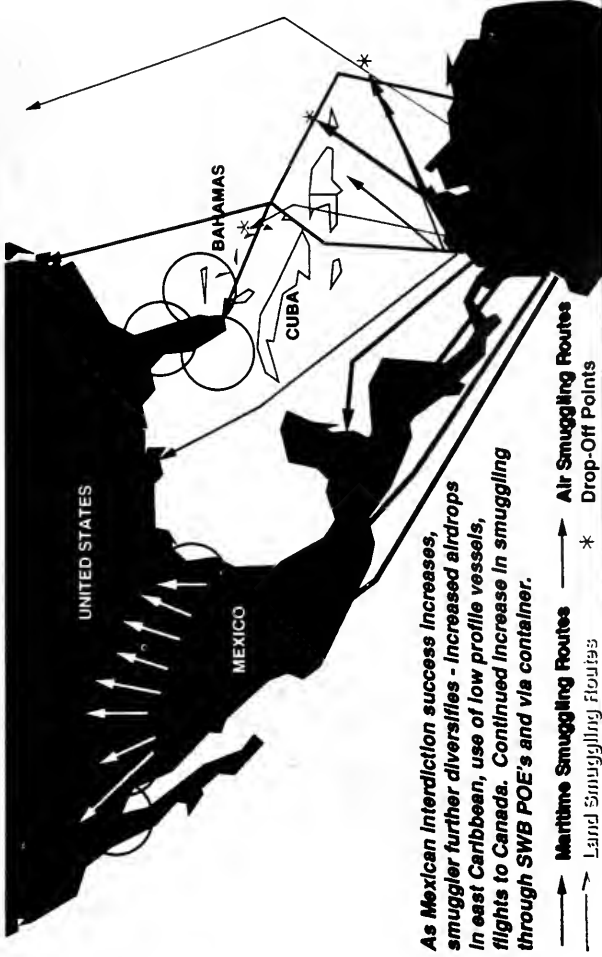 UNITED STATES
MEXICO
BAHAMAS
CUBA
As Mexican interdiction success increases,
smuggler further diversifies - increased airdrops
in east Caribbean, use of low profile vessels,
flights to Canada. Continued increase in smuggling
through SWB POE's and via container.
Maritime Smuggling Routes
Air Smuggling Routes
Land Smuggling Routes
* Drop-Off Points